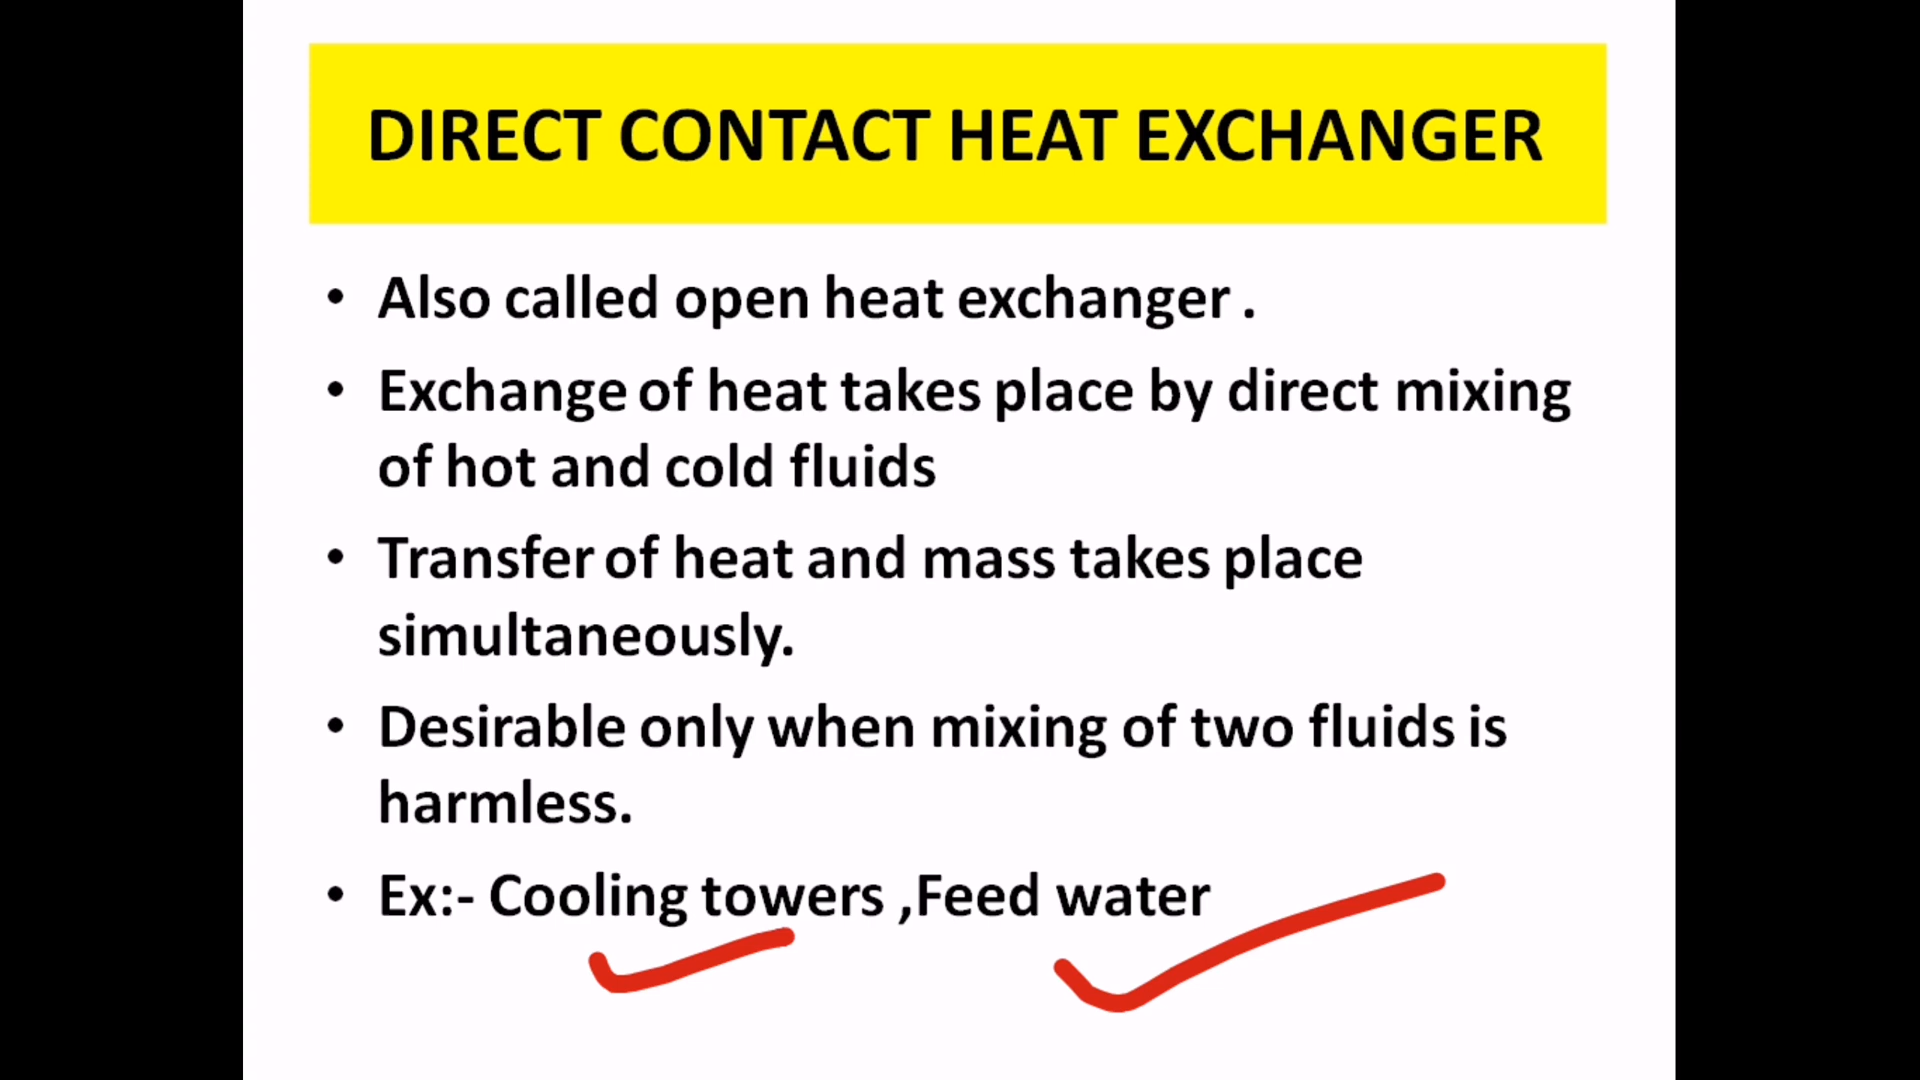 DIRECT CONTACT HEAT EXCHANGER
• Also called open heat exchanger .
• Exchange of heat takes place by direct mixing
of hot and cold fluids
• Transfer of heat and mass takes place
simultaneously.
• Desirable only when mixing of two fluids is
harmless.
• Ex:- Cooling towers ,Feed water